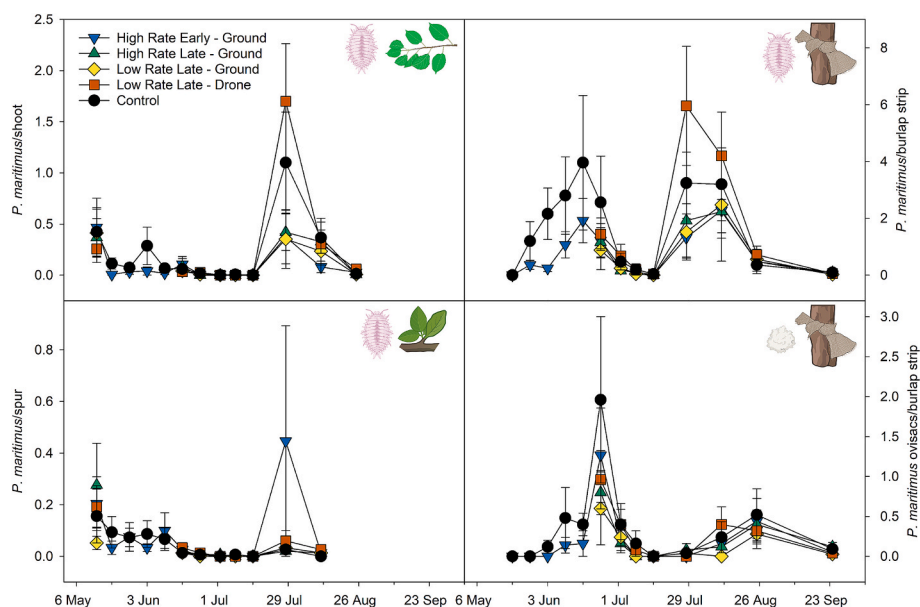 2.5
2.0
1.5
1.0
0.5
0.0
P. maritimus/shoot
High Rate Early - Ground
High Rate Late - Ground
Low Rate Late - Ground
Low Rate Late - Drone
Control
8
6
4
2
0
P. maritimus/burlap strip
0.8
0.6
0.4
0.2
0.0
P. maritimus/spur
3.0
2.5
2.0
1.5
1.0
0.5
0.0
P. maritimus ovisacs/burlap strip
6 May 3 Jun 1 Jul 29 Jul 26 Aug 23 Sep
3 Jun 1 Jul 29 Jul 26 Aug 23 Sep